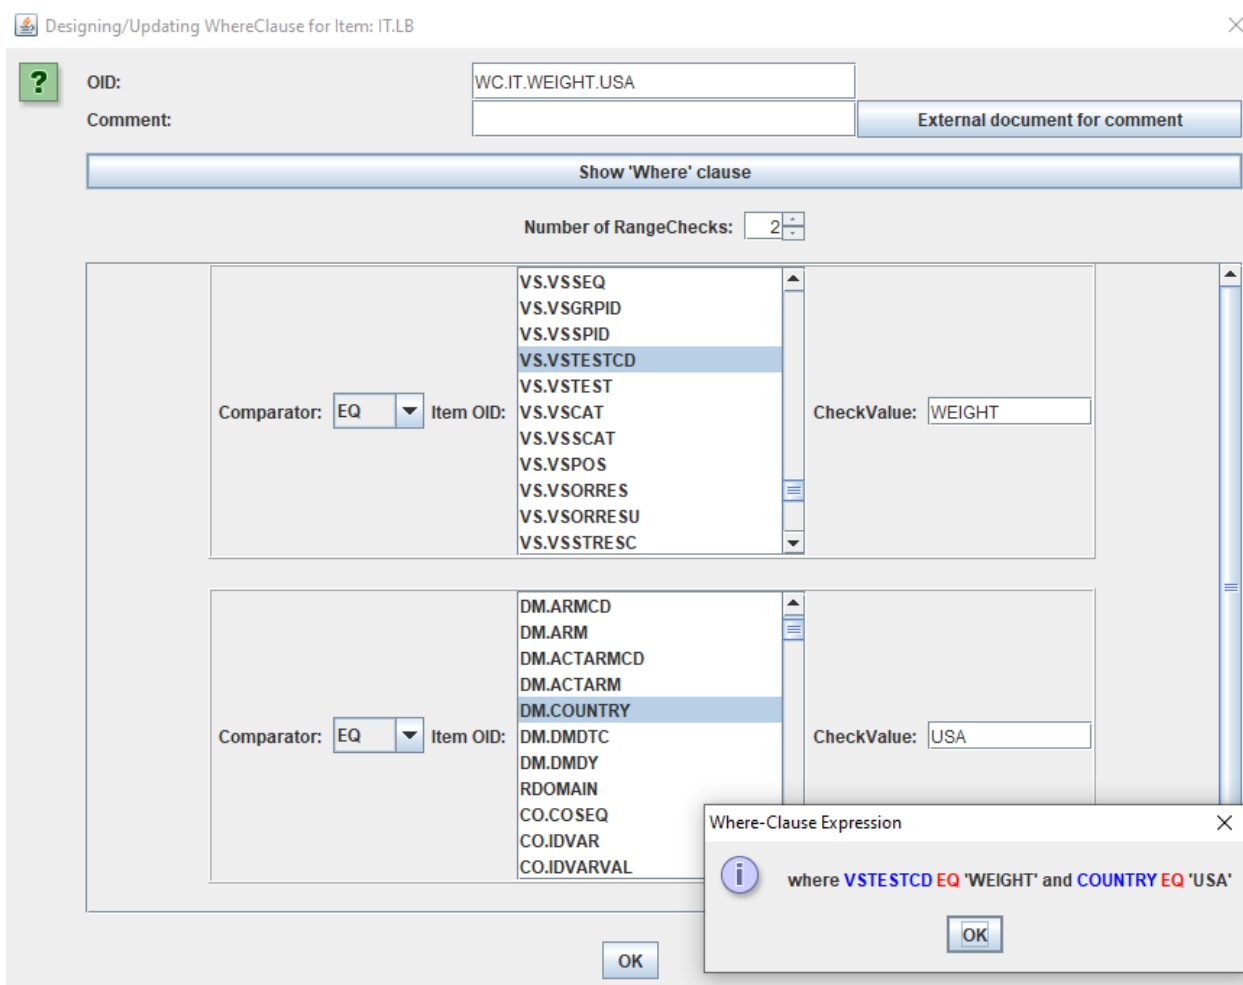 Designing/Updating WhereClause for Item: IT.LB
?
OID: WC.IT.WEIGHT.USA
Comment: External document for comment
Show 'Where' clause
Number of RangeChecks: 2
VS.VSSEQ
VS.VSGRPID
VS.VSSPID
VS.VSTESTCD
VS.VSTEST
Comparator: EQ Item OID: VS.VSCAT CheckValue: WEIGHT
VS.VSSCAT
VS.VSPOS
VS.VSORRES
VS.VSORRESU
VS.VSSTRESC
DM.ARMCD
DM.ARM
DM.ACTARMCD
DM.ACTARM
DM.COUNTRY
Comparator: EQ Item OID: DM.DMDTC CheckValue: USA
DM.DMDY
RDOMAIN
CO.COSEQ
CO.IDVAR
CO.IDVARVAL
Where-Clause Expression
i
where VSTESTCD EQ 'WEIGHT' and COUNTRY EQ 'USA'
OK
OK